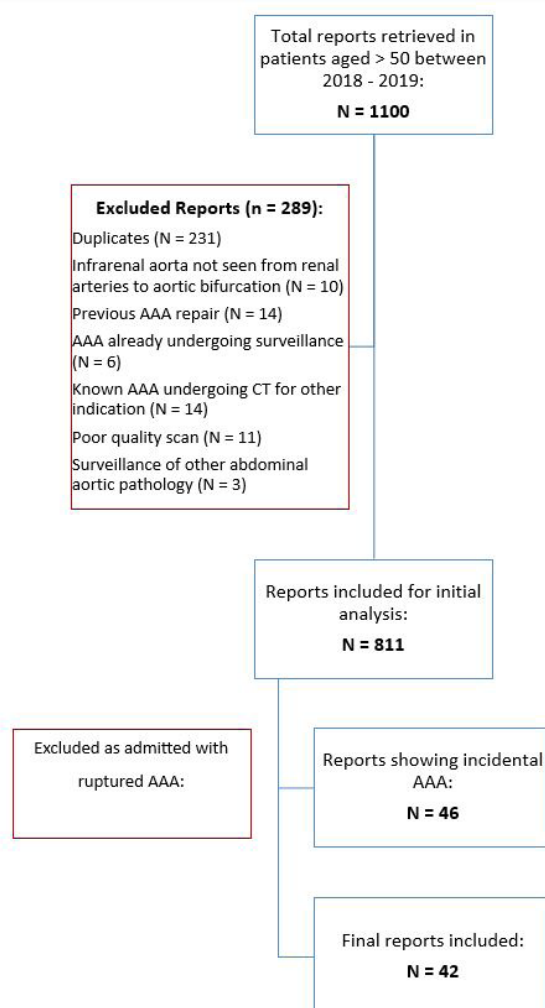 Total reports retrieved in
patients aged > 50 between
2018 - 2019:
N = 1100
Excluded Reports (n = 289):
Duplicates (N = 231)
Infrarenal aorta not seen from renal
arteries to aortic bifurcation (N = 10)
Previous AAA repair (N = 14)
AAA already undergoing surveillance
(N = 6)
Known AAA undergoing CT for other
indication (N = 14)
Poor quality scan (N = 11)
Surveillance of other abdominal
aortic pathology (N = 3)
Reports included for initial
analysis:
N = 811
Excluded as admitted with
ruptured AAA:
Reports showing incidental
AAA:
N = 46
Final reports included:
N = 42